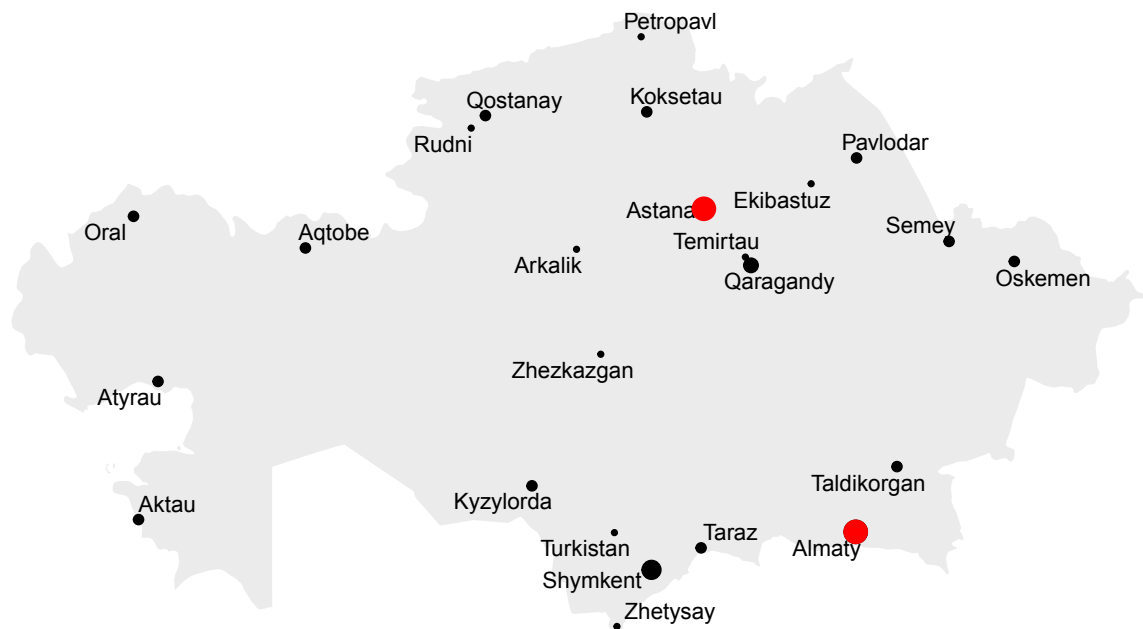 Petropavl
Qostanay
Koksetau
Rudni
Pavlodar
Ekibastuz
Astana
Oral
Aqtobe
Semey
Temirtau
Arkalik
Qaragandy
Oskemen
Zhezkazgan
Atyrau
Taldikorgan
Kyzylorda
Aktau
Taraz
Turkistan
Almaty
Shymkent
Zhetysay